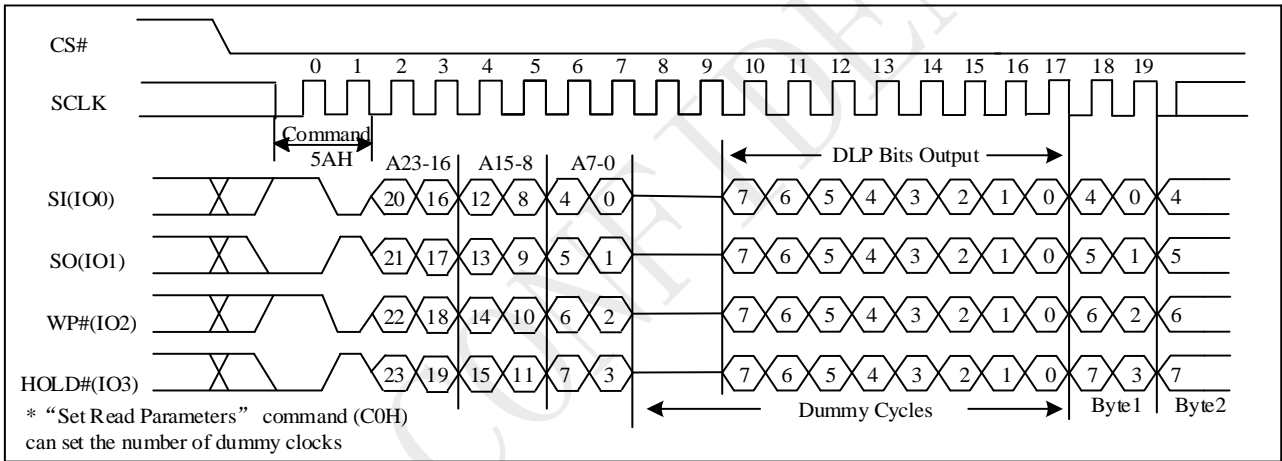 CS#
0 1 2 3 4 5 6 7 8 9 10 11 12 13 14 15 16 17 18 19
SCLK
Command
5AH
A23-16 A15-8 A7-0
DLP Bits Output
SI(IO0) 20 16 12 8 4 0 7 6 5 4 3 2 1 0 4 0 4
SO(IO1) 21 17 13 9 5 1 7 6 5 4 3 2 1 0 5 1 5
WP#(IO2) 22 18 14 10 6 2 7 6 5 4 3 2 1 0 6 2 6
HOLD#(IO3) 23 19 15 11 7 3 7 6 5 4 3 2 1 0 7 3 7
Dummy Cycles Byte1 Byte2
* “Set Read Parameters” command (C0H)
can set the number of dummy clocks